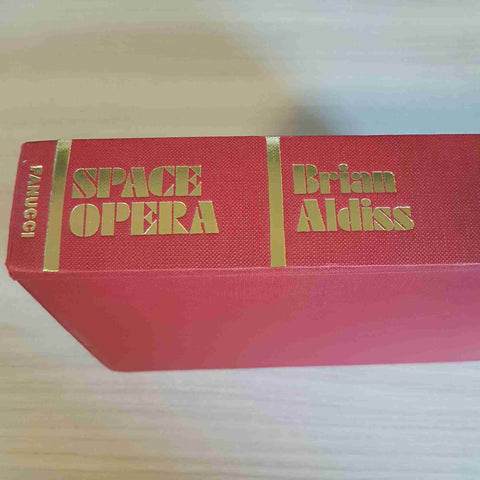 FANUCCI
SPACE
OPERA
Brian
Aldiss